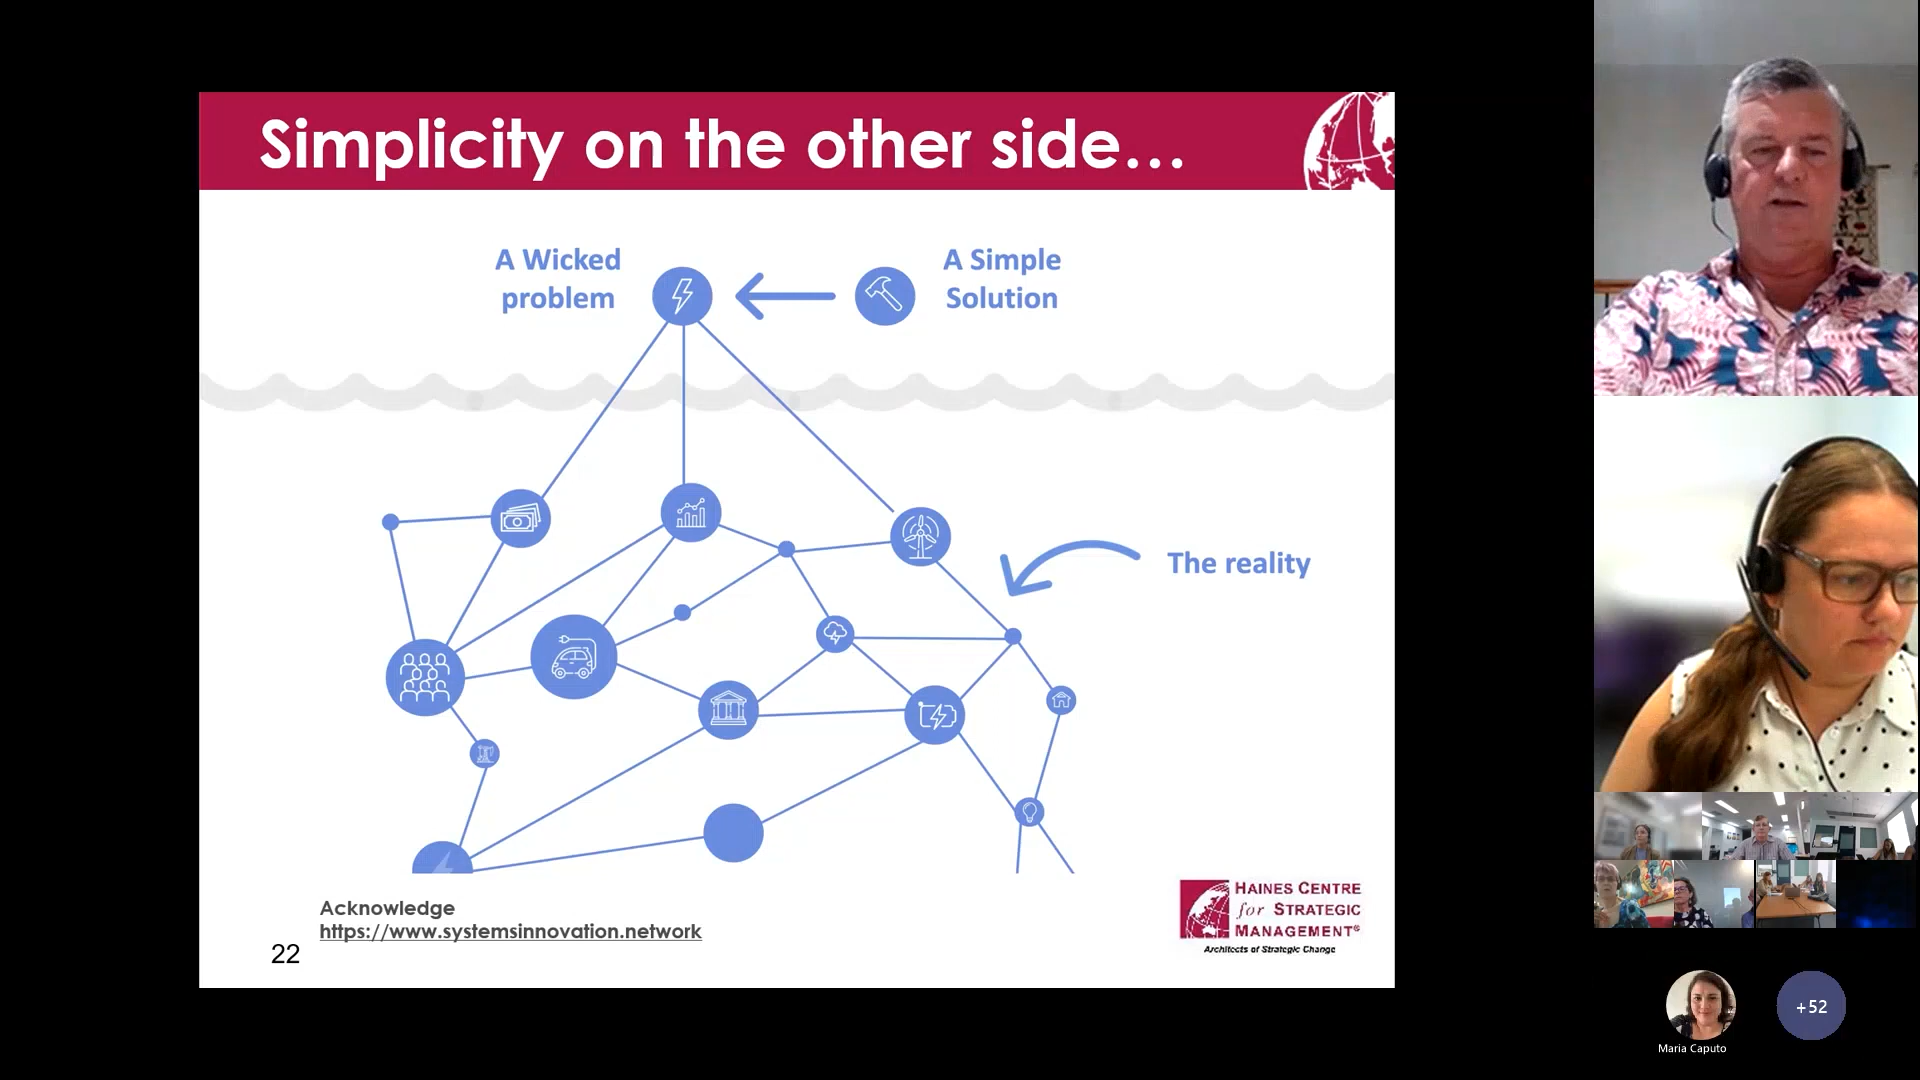 Simplicity on the other side...
A Wicked
problem
A Simple
Solution
The reality
Acknowledge
https://www.systemsinnovation.network
22
HAINES CENTRE
for STRATEGIC
MANAGEMENT®
Architects of Strategic Change
Maria Caputo
+52